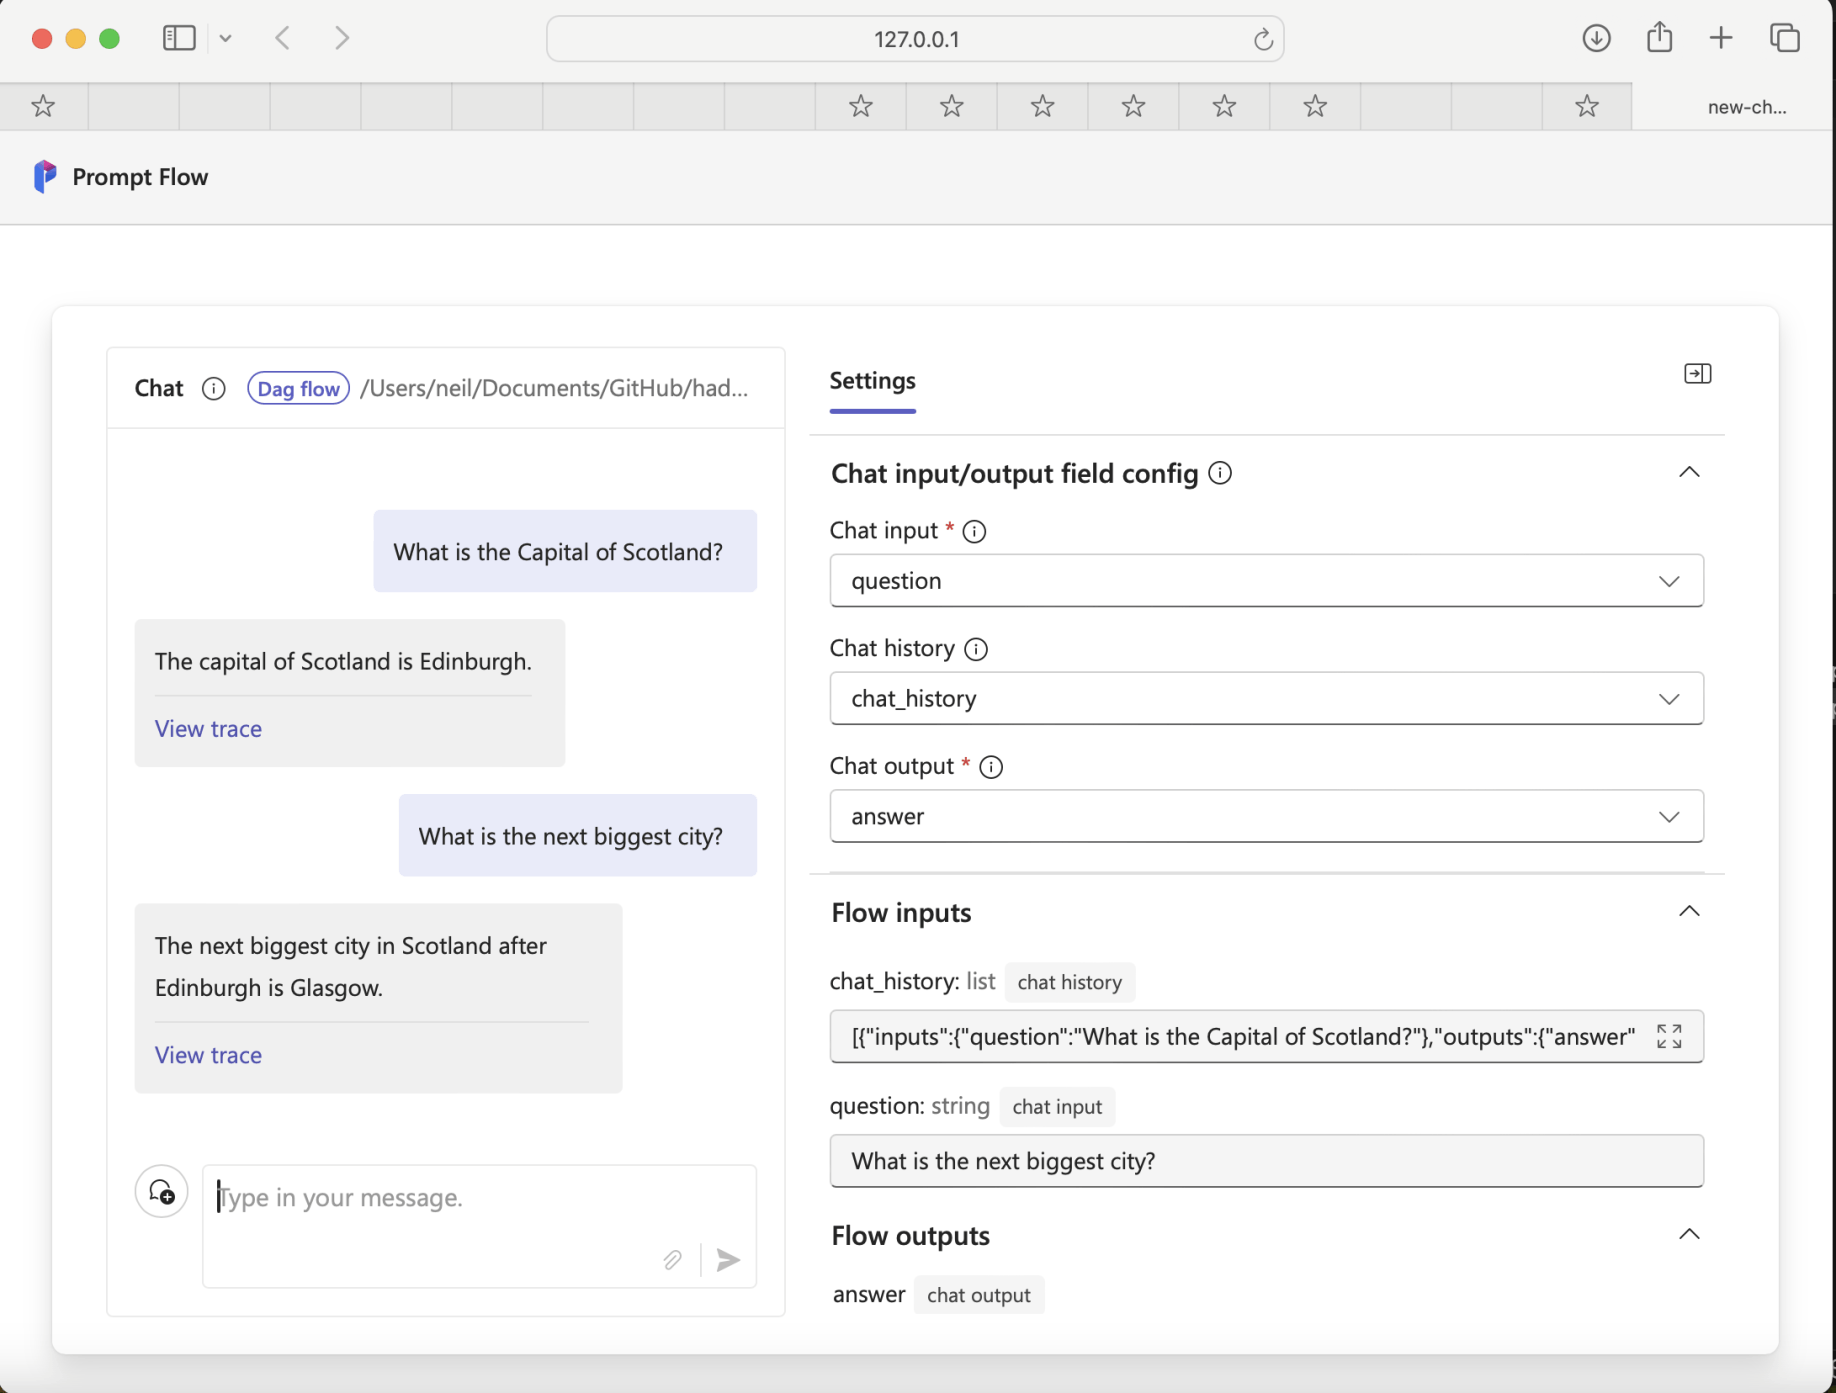 127.0.0.1
new-ch...
Prompt Flow
Chat
Dag flow
/Users/neil/Documents/GitHub/had...
What is the Capital of Scotland?
The capital of Scotland is Edinburgh.
View trace
What is the next biggest city?
The next biggest city in Scotland after
Edinburgh is Glasgow.
View trace
Type in your message.
Settings
Chat input/output field config
Chat input *
question
Chat history
chat_history
Chat output *
answer
Flow inputs
chat_history: list chat history
[{"inputs":{"question":"What is the Capital of Scotland?"},"outputs":{"answer"
question: string chat input
What is the next biggest city?
Flow outputs
answer chat output